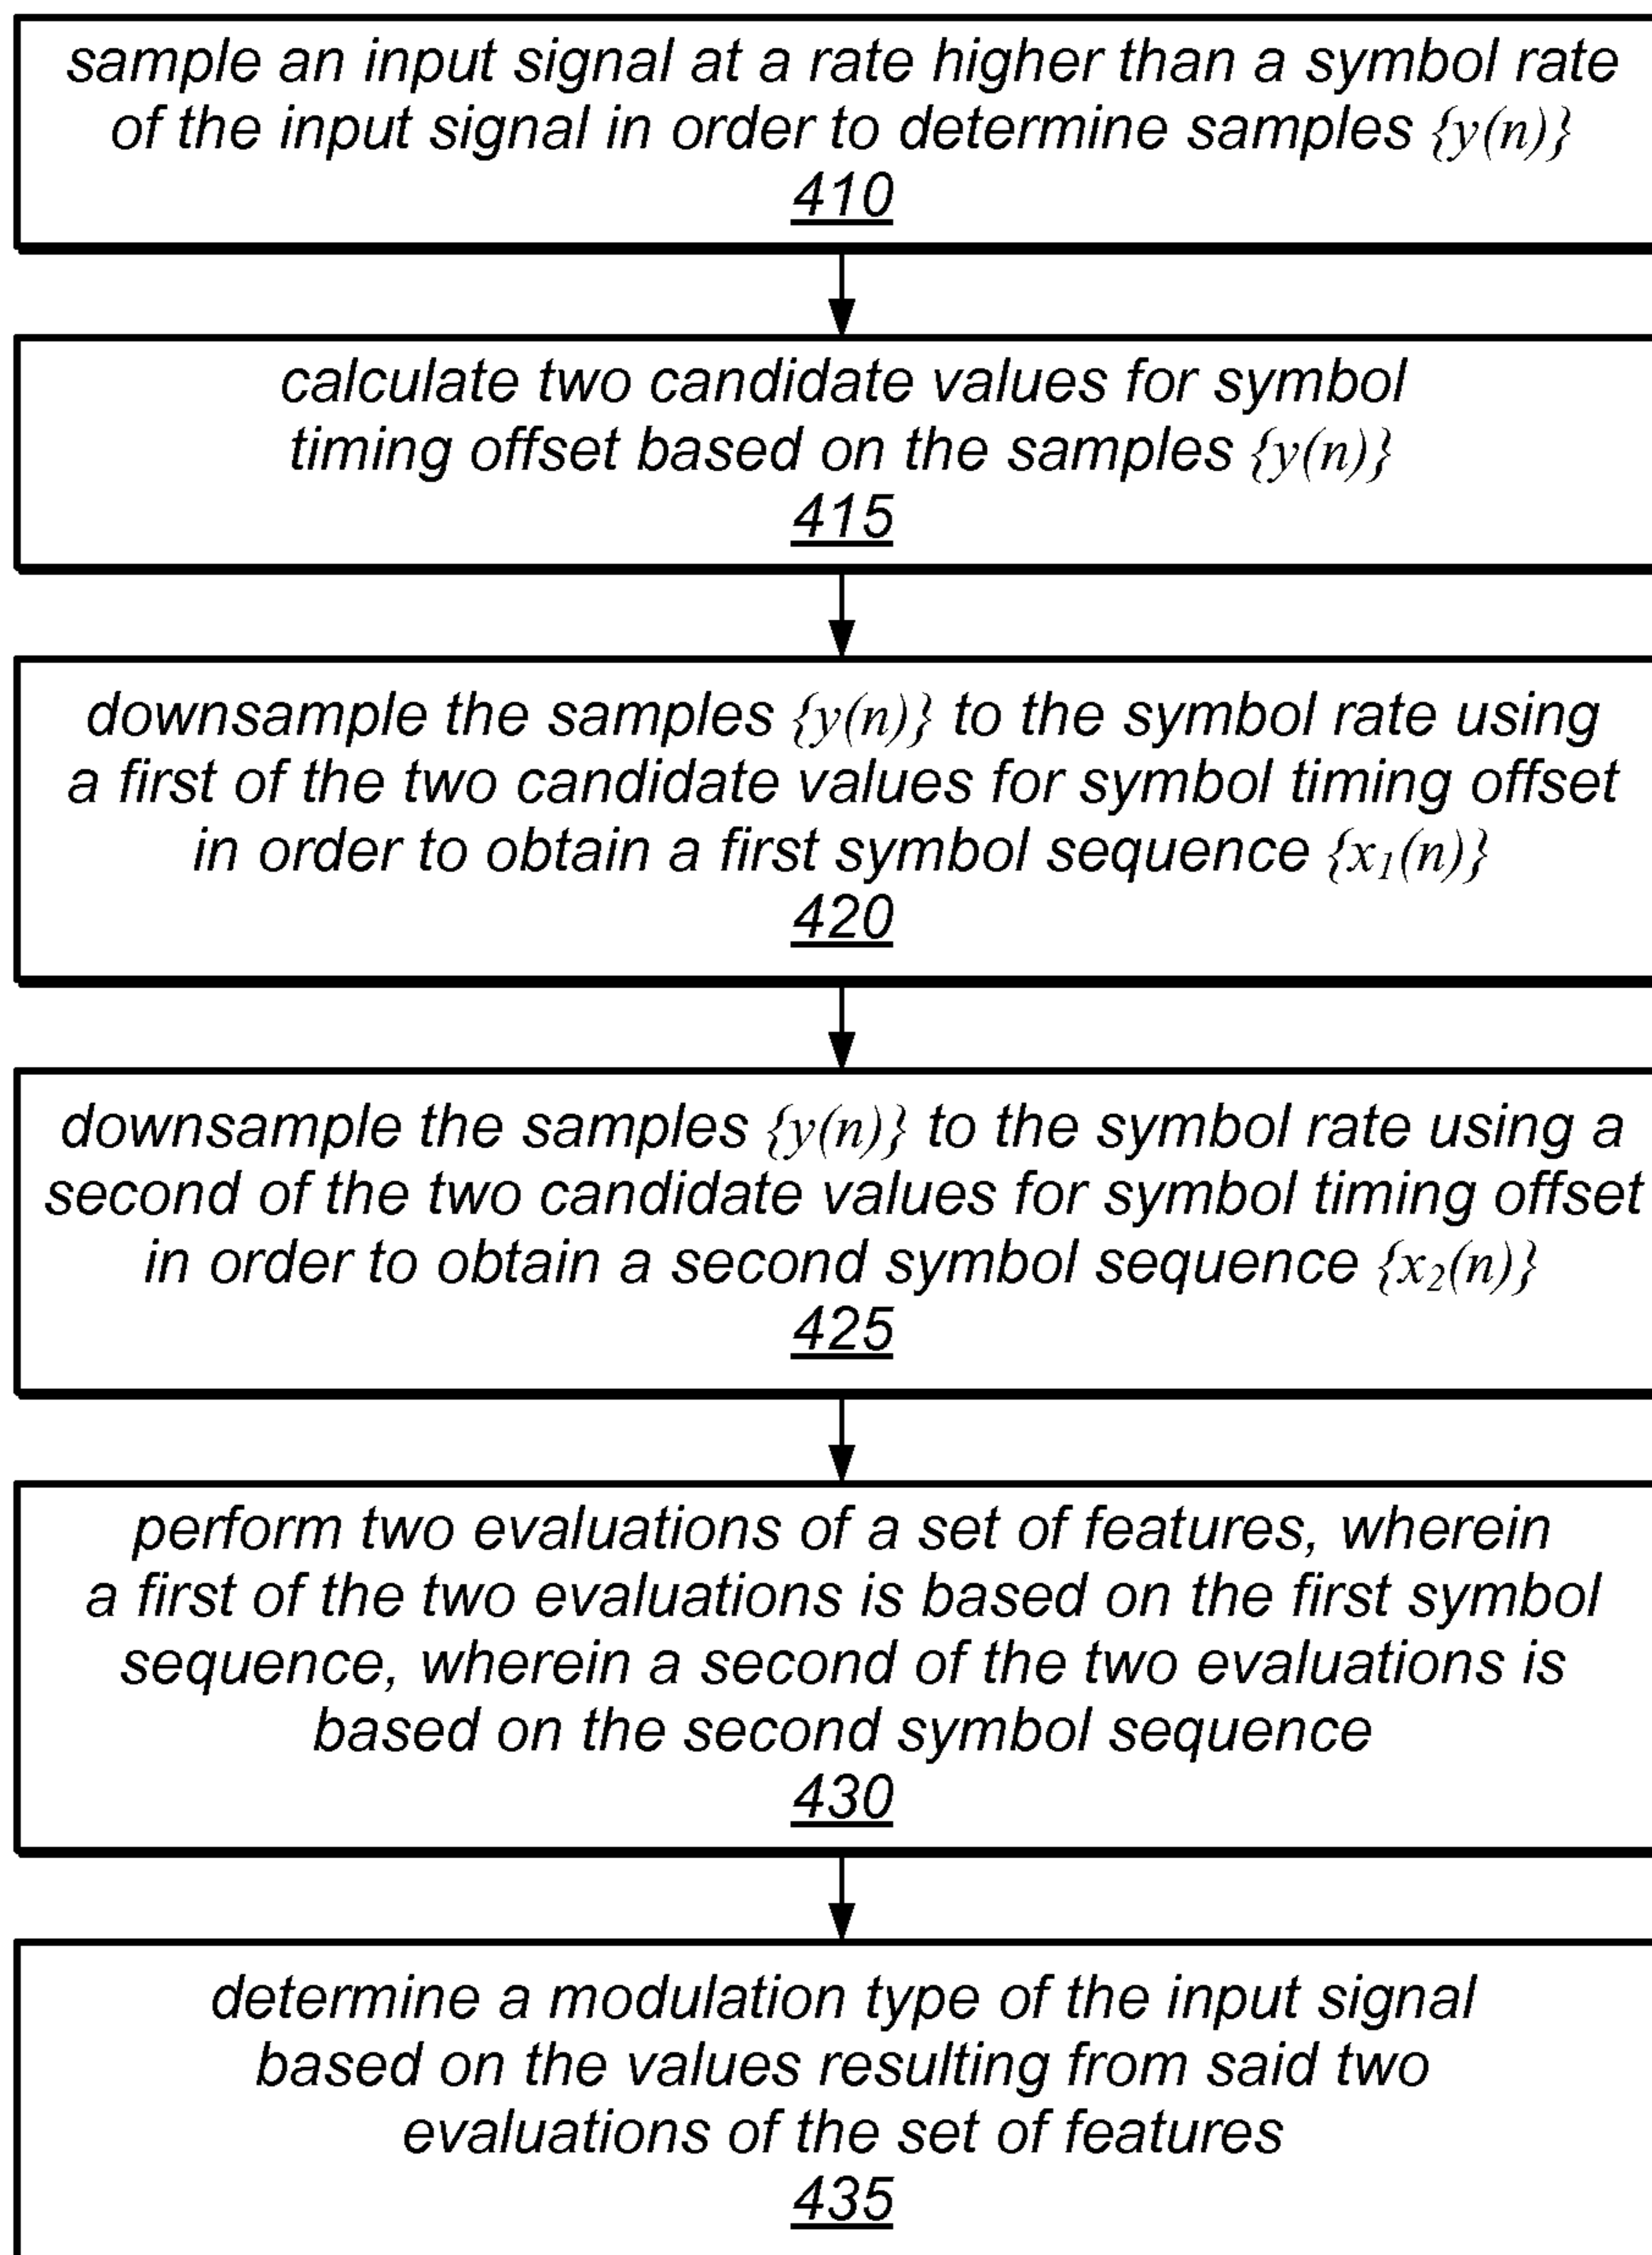 sample an input signal at a rate higher than a symbol rate
of the input signal in order to determine samples {y(n)}
410
calculate two candidate values for symbol
timing offset based on the samples {y(n)}
415
downsample the samples {y(n)} to the symbol rate using
a first of the two candidate values for symbol timing offset
in order to obtain a first symbol sequence {x₁(n)}
420
downsample the samples {y(n)} to the symbol rate using a
second of the two candidate values for symbol timing offset
in order to obtain a second symbol sequence {x₂(n)}
425
perform two evaluations of a set of features, wherein
a first of the two evaluations is based on the first symbol
sequence, wherein a second of the two evaluations is
based on the second symbol sequence
430
determine a modulation type of the input signal
based on the values resulting from said two
evaluations of the set of features
435